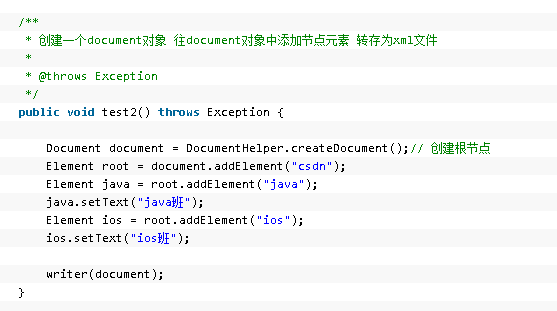 /**
 * 创建一个document对象 往document对象中添加节点元素 转存为xml文件
 *
 * @throws Exception
 */
public void test2() throws Exception {
    Document document = DocumentHelper.createDocument();// 创建根节点
    Element root = document.addElement("csdn");
    Element java = root.addElement("java");
    java.setText("java班");
    Element ios = root.addElement("ios");
    ios.setText("ios班");
    writer(document);
}